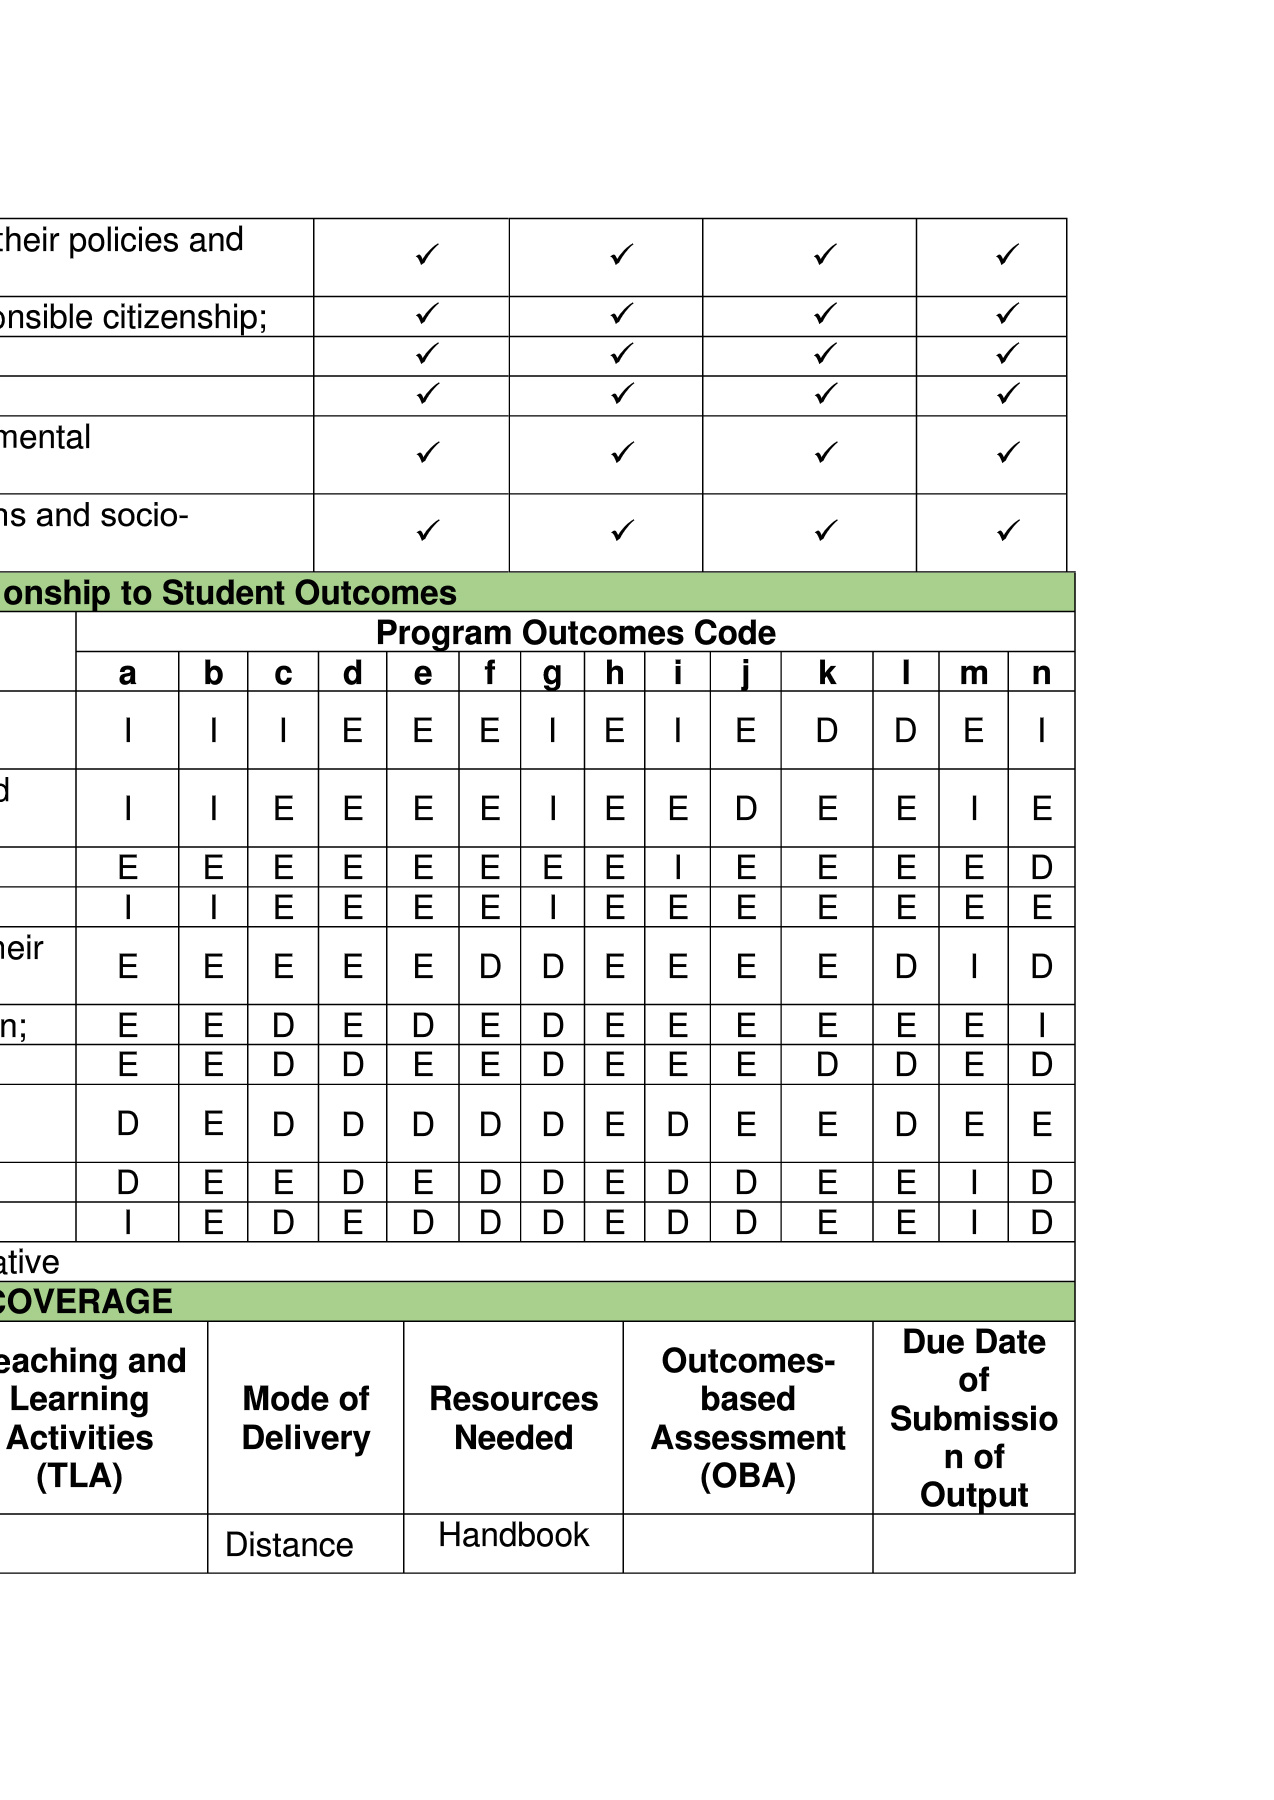 their policies and ✓ ✓ ✓ ✓
onsible citizenship; ✓ ✓ ✓ ✓
✓ ✓ ✓ ✓
✓ ✓ ✓ ✓
mental ✓ ✓ ✓ ✓
ns and socio- ✓ ✓ ✓ ✓
onship to Student Outcomes
Program Outcomes Code
a b c d e f g h i j k l m n
I I I E E E I E I E D D E I
d I I E E E E I E E D E E I E
E E E E E E E E I E E E E D
I I E E E E I E E E E E E E
heir E E E E E D D E E E E D I D
n; E E D E D E D E E E E E E I
E E D D E E D E E E D D E D
D E D D D D D E D E E D E E
D E E D E D D E D D E E I D
I E D E D D D E D D E E I D
ative
COVERAGE
eaching and
Learning
Activities
(TLA)
Mode of
Delivery
Resources
Needed
Outcomes-
based
Assessment
(OBA)
Due Date
of
Submissio
n of
Output
Distance
Handbook